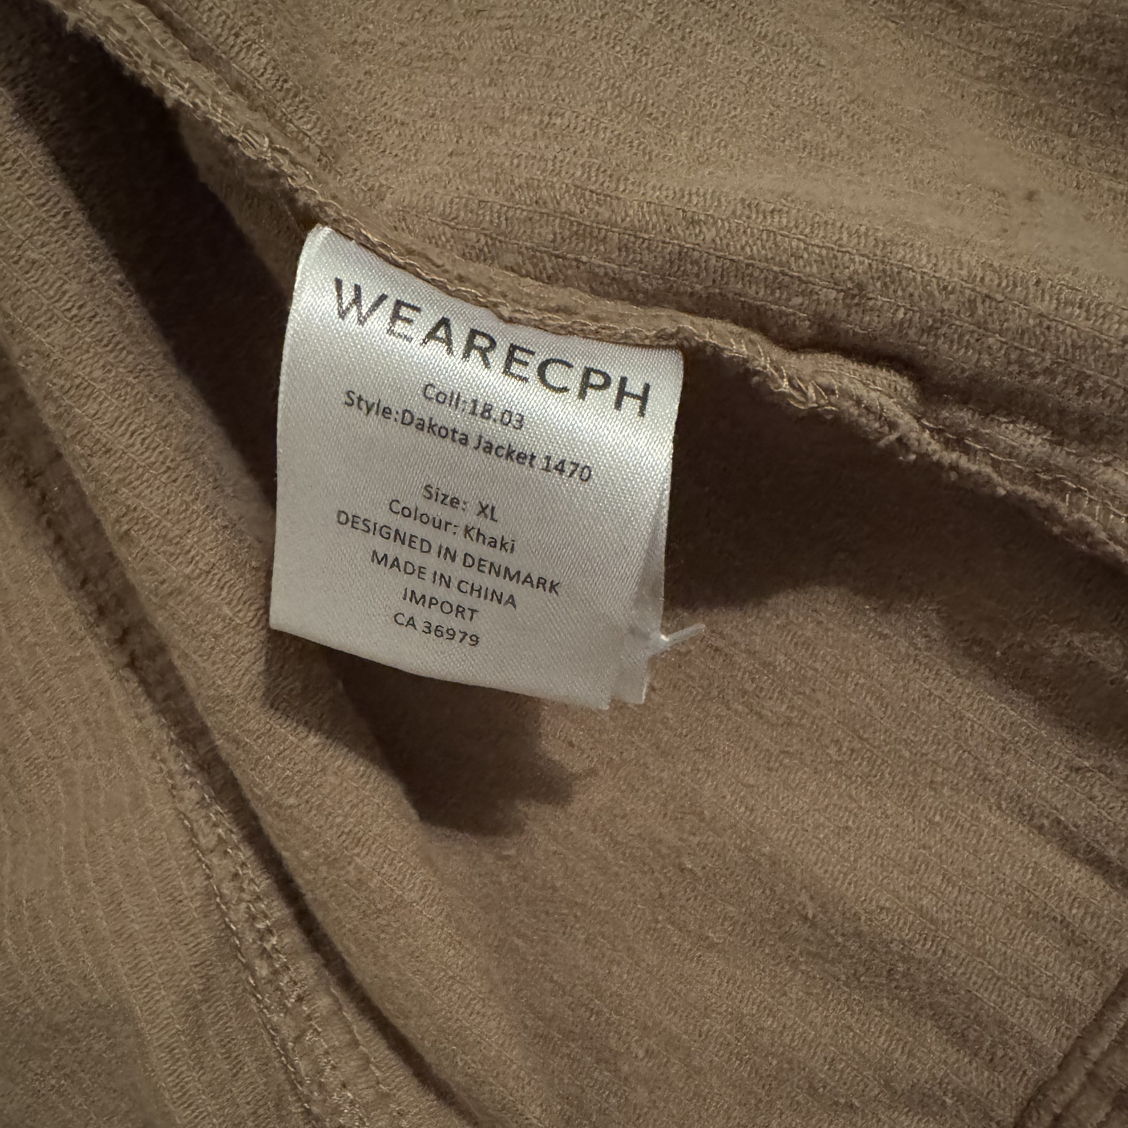 WEARECPH
Coll:18.03
Style:Dakota Jacket 1470
Size: XL
Colour: Khaki
DESIGNED IN DENMARK
MADE IN CHINA
IMPORT
CA 36979